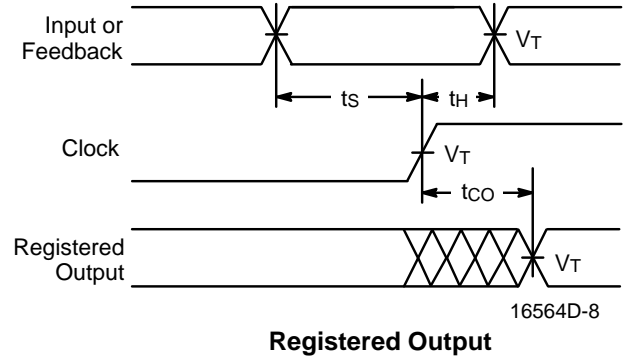 Input or
Feedback
VT
tS
tH
Clock
VT
tCO
Registered
Output
VT
16564D-8
Registered Output